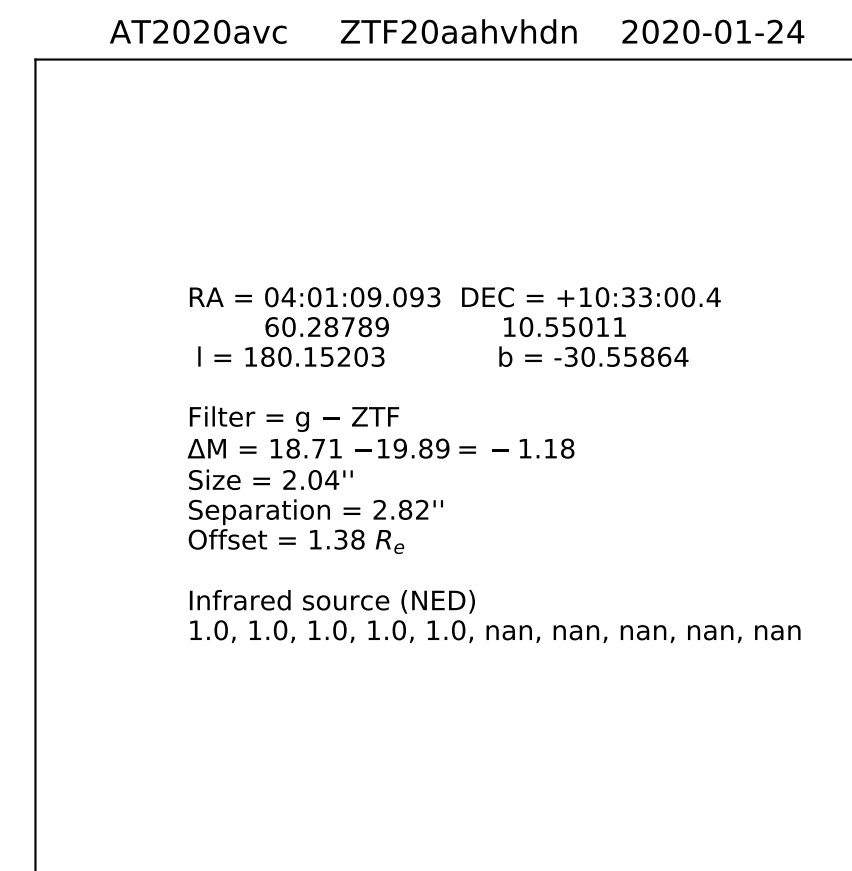 AT2020avc ZTF20aahvhdn 2020-01-24
RA = 04:01:09.093 DEC = +10:33:00.4
60.28789 10.55011
l = 180.15203 b = -30.55864
Filter = g − ZTF
ΔM = 18.71 −19.89 = − 1.18
Size = 2.04''
Separation = 2.82''
Offset = 1.38 Re
Infrared source (NED)
1.0, 1.0, 1.0, 1.0, 1.0, nan, nan, nan, nan, nan